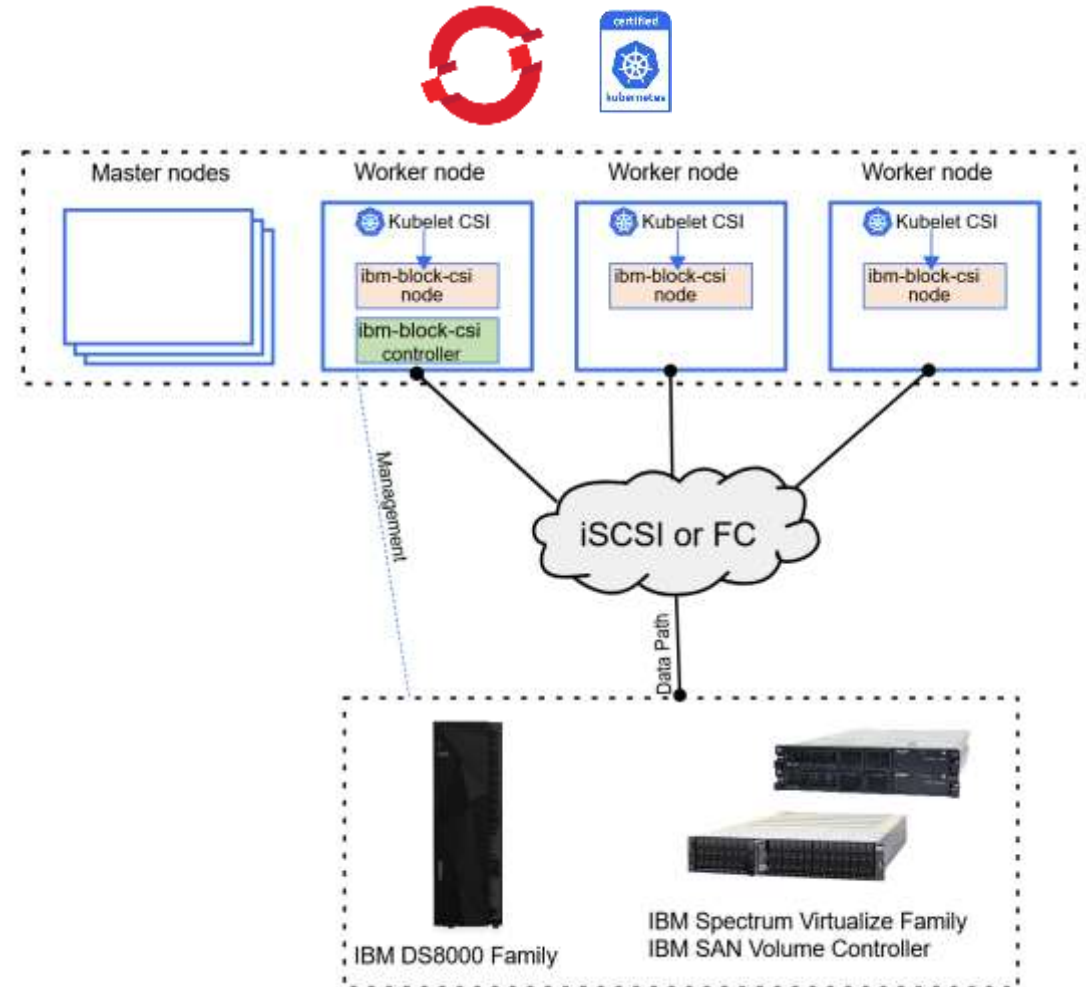 certified
kubernetes
Master nodes
Worker node
Worker node
Worker node
Kubelet CSI
Kubelet CSI
Kubelet CSI
ibm-block-csi
node
ibm-block-csi
node
ibm-block-csi
node
ibm-block-csi
controller
Management
iSCSI or FC
Data Path
IBM DS8000 Family
IBM Spectrum Virtualize Family
IBM SAN Volume Controller